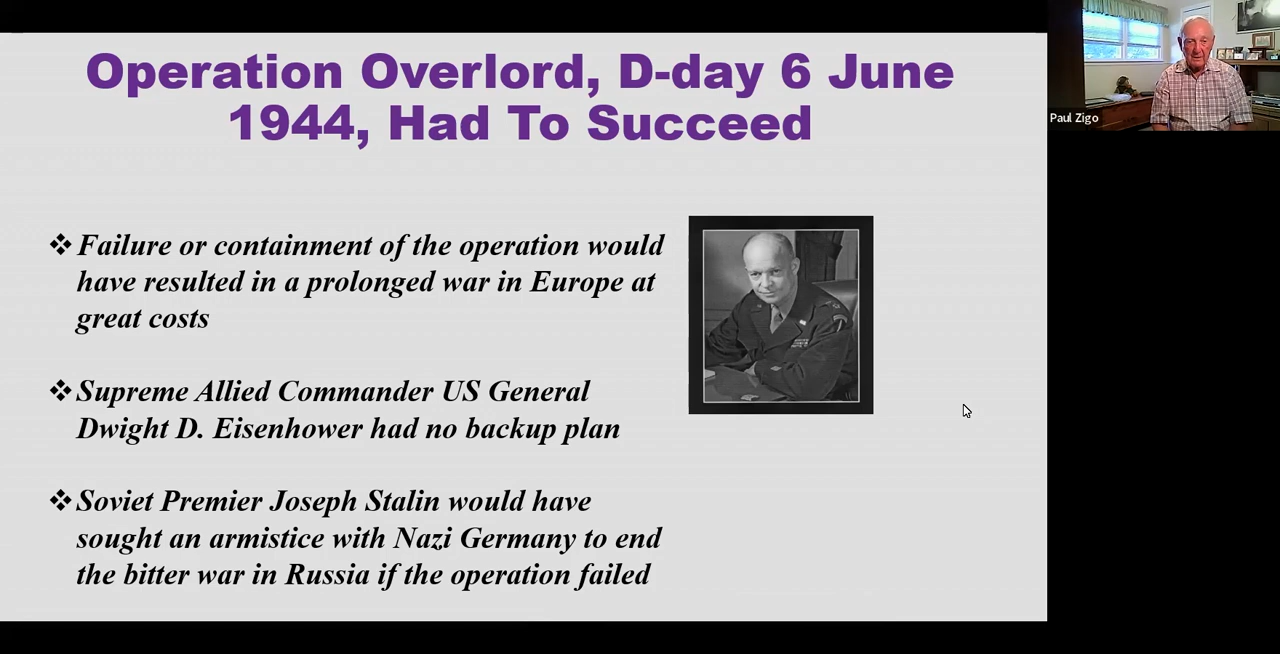 Operation Overlord, D-day 6 June
1944, Had To Succeed
❖Failure or containment of the operation would
have resulted in a prolonged war in Europe at
great costs
❖Supreme Allied Commander US General
Dwight D. Eisenhower had no backup plan
❖Soviet Premier Joseph Stalin would have
sought an armistice with Nazi Germany to end
the bitter war in Russia if the operation failed
Paul Zigo